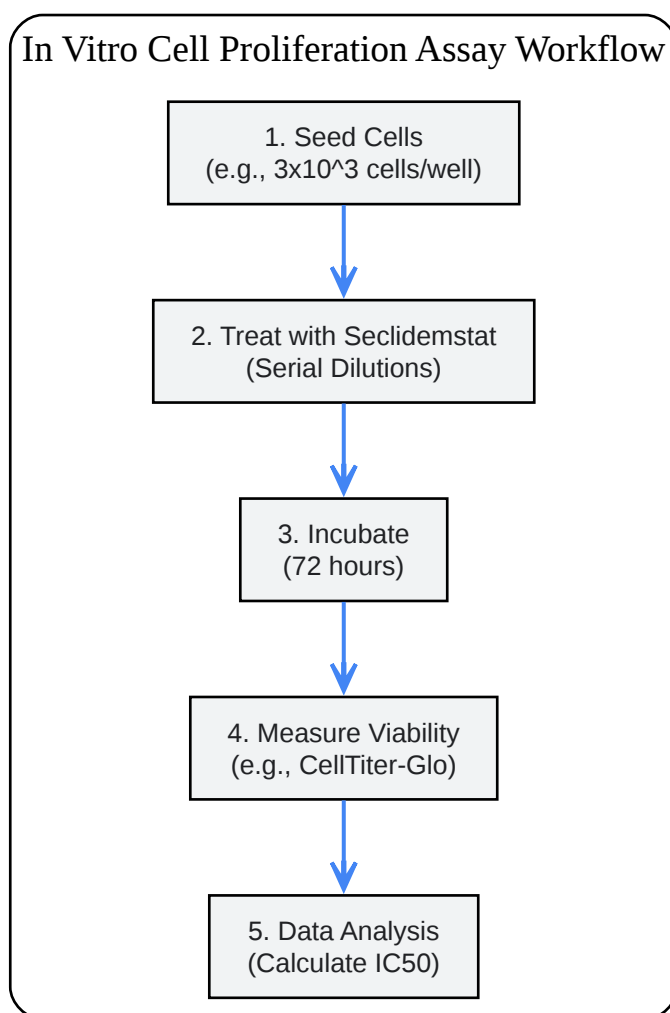 In Vitro Cell Proliferation Assay Workflow
1. Seed Cells
(e.g., 3x10^3 cells/well)
2. Treat with Seclidemstat
(Serial Dilutions)
3. Incubate
(72 hours)
4. Measure Viability
(e.g., CellTiter-Glo)
5. Data Analysis
(Calculate IC50)